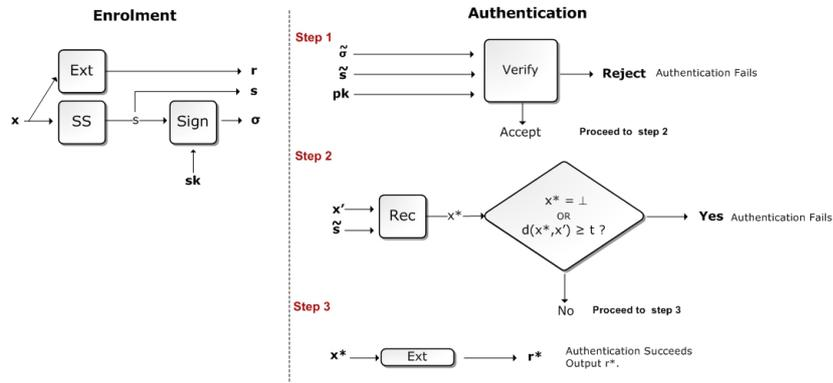 Enrolment
Ext
r
s
x
SS
s
Sign
σ
sk
Authentication
Step 1
σ̃
s̃
pk
Verify
Reject Authentication Fails
Accept Proceed to step 2
Step 2
x′
s̃
Rec
x*
x* = ⊥
OR
d(x*,x′) ≥ t ?
Yes Authentication Fails
No Proceed to step 3
Step 3
x*
Ext
r*
Authentication Succeeds
Output r*.